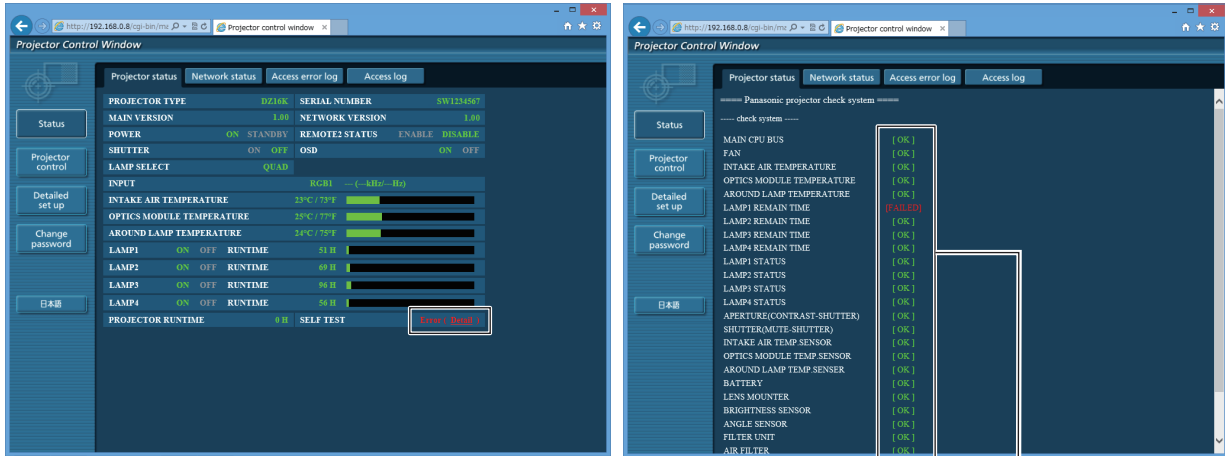 http://192.168.0.8/cgi-bin/ma
Projector control window
Projector Control Window
Projector status Network status Access error log Access log
Status
Projector control
Detailed set up
Change password
日本語
PROJECTOR TYPE DZ16K SERIAL NUMBER SW1234567
MAIN VERSION 1.00 NETWORK VERSION 1.00
POWER ON STANDBY REMOTE2 STATUS ENABLE DISABLE
SHUTTER ON OFF OSD ON OFF
LAMP SELECT QUAD
INPUT RGB1 --- (---kHz/---Hz)
INTAKE AIR TEMPERATURE 23°C / 73°F
OPTICS MODULE TEMPERATURE 25°C / 77°F
AROUND LAMP TEMPERATURE 24°C / 75°F
LAMP1 ON OFF RUNTIME 51 H
LAMP2 ON OFF RUNTIME 69 H
LAMP3 ON OFF RUNTIME 96 H
LAMP4 ON OFF RUNTIME 56 H
PROJECTOR RUNTIME 0 H SELF TEST Error < Detail >
http://192.168.0.8/cgi-bin/ma
Projector control window
Projector Control Window
Projector status Network status Access error log Access log
Status
Projector control
Detailed set up
Change password
日本語
==== Panasonic projector check system ====
----- check system -----
MAIN CPU BUS [ OK ]
FAN [ OK ]
INTAKE AIR TEMPERATURE [ OK ]
OPTICS MODULE TEMPERATURE [ OK ]
AROUND LAMP TEMPERATURE [ OK ]
LAMP1 REMAIN TIME [FAILED]
LAMP2 REMAIN TIME [ OK ]
LAMP3 REMAIN TIME [ OK ]
LAMP4 REMAIN TIME [ OK ]
LAMP1 STATUS [ OK ]
LAMP2 STATUS [ OK ]
LAMP3 STATUS [ OK ]
LAMP4 STATUS [ OK ]
APERTURE(CONTRAST-SHUTTER) [ OK ]
SHUTTER(MUTE-SHUTTER) [ OK ]
INTAKE AIR TEMP.SENSOR [ OK ]
OPTICS MODULE TEMP.SENSOR [ OK ]
AROUND LAMP TEMP.SENSER [ OK ]
BATTERY [ OK ]
LENS MOUNTER [ OK ]
BRIGHTNESS SENSOR [ OK ]
ANGLE SENSOR [ OK ]
FILTER UNIT [ OK ]
AIR FILTER [ OK ]